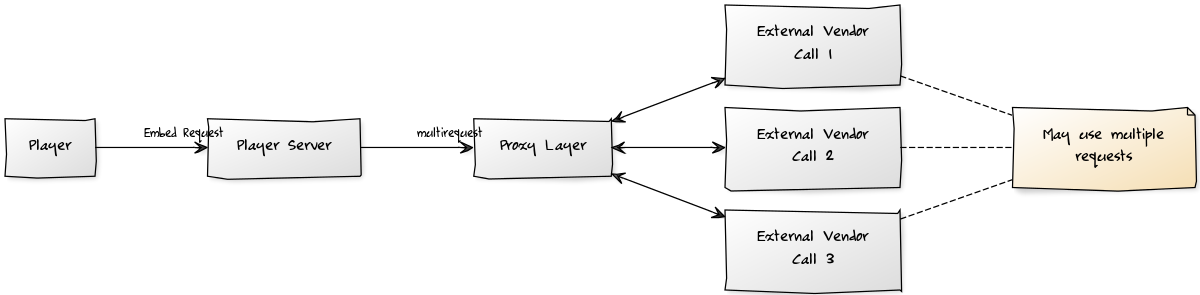 Player
Embed Request
Player Server
multirequest
Proxy Layer
External Vendor
Call 1
External Vendor
Call 2
External Vendor
Call 3
May use multiple
requests